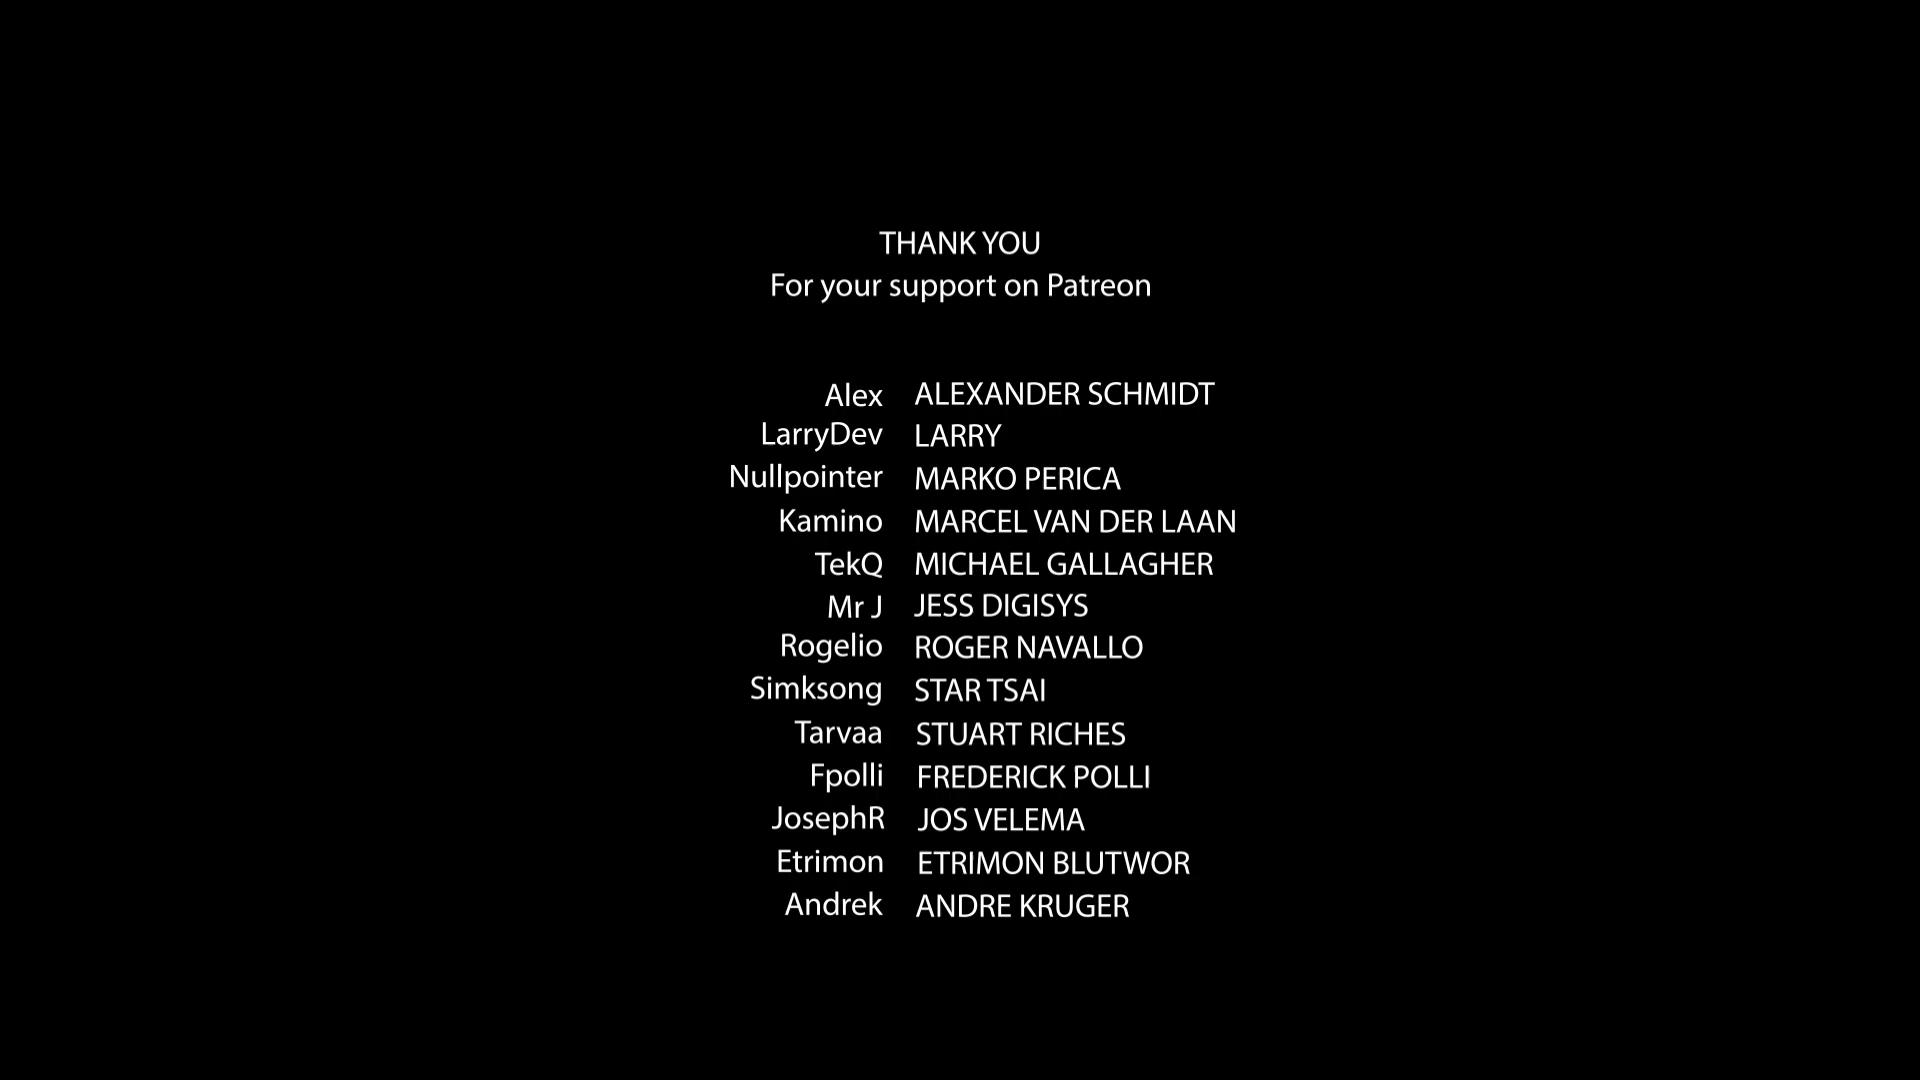 THANK YOU
For your support on Patreon
Alex ALEXANDER SCHMIDT
LarryDev LARRY
Nullpointer MARKO PERICA
Kamino MARCEL VAN DER LAAN
TekQ MICHAEL GALLAGHER
Mr J JESS DIGISYS
Rogelio ROGER NAVALLO
Simksong STAR TSAI
Tarvaa STUART RICHES
Fpolli FREDERICK POLLI
JosephR JOS VELEMA
Etrimon ETRIMON BLUTWOR
Andrek ANDRE KRUGER